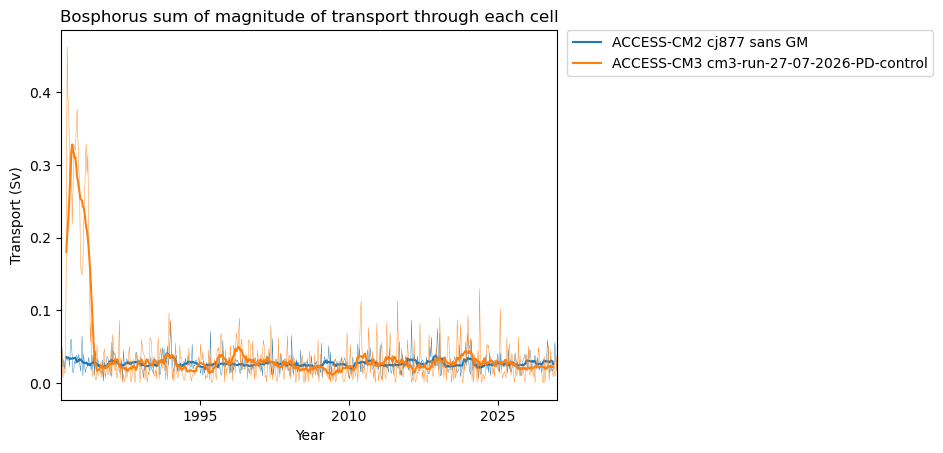 Bosphorus sum of magnitude of transport through each cell
ACCESS-CM2 cj877 sans GM
ACCESS-CM3 cm3-run-27-07-2026-PD-control
0.4
0.3
0.2
0.1
0.0
Transport (Sv)
1995
2010
2025
Year